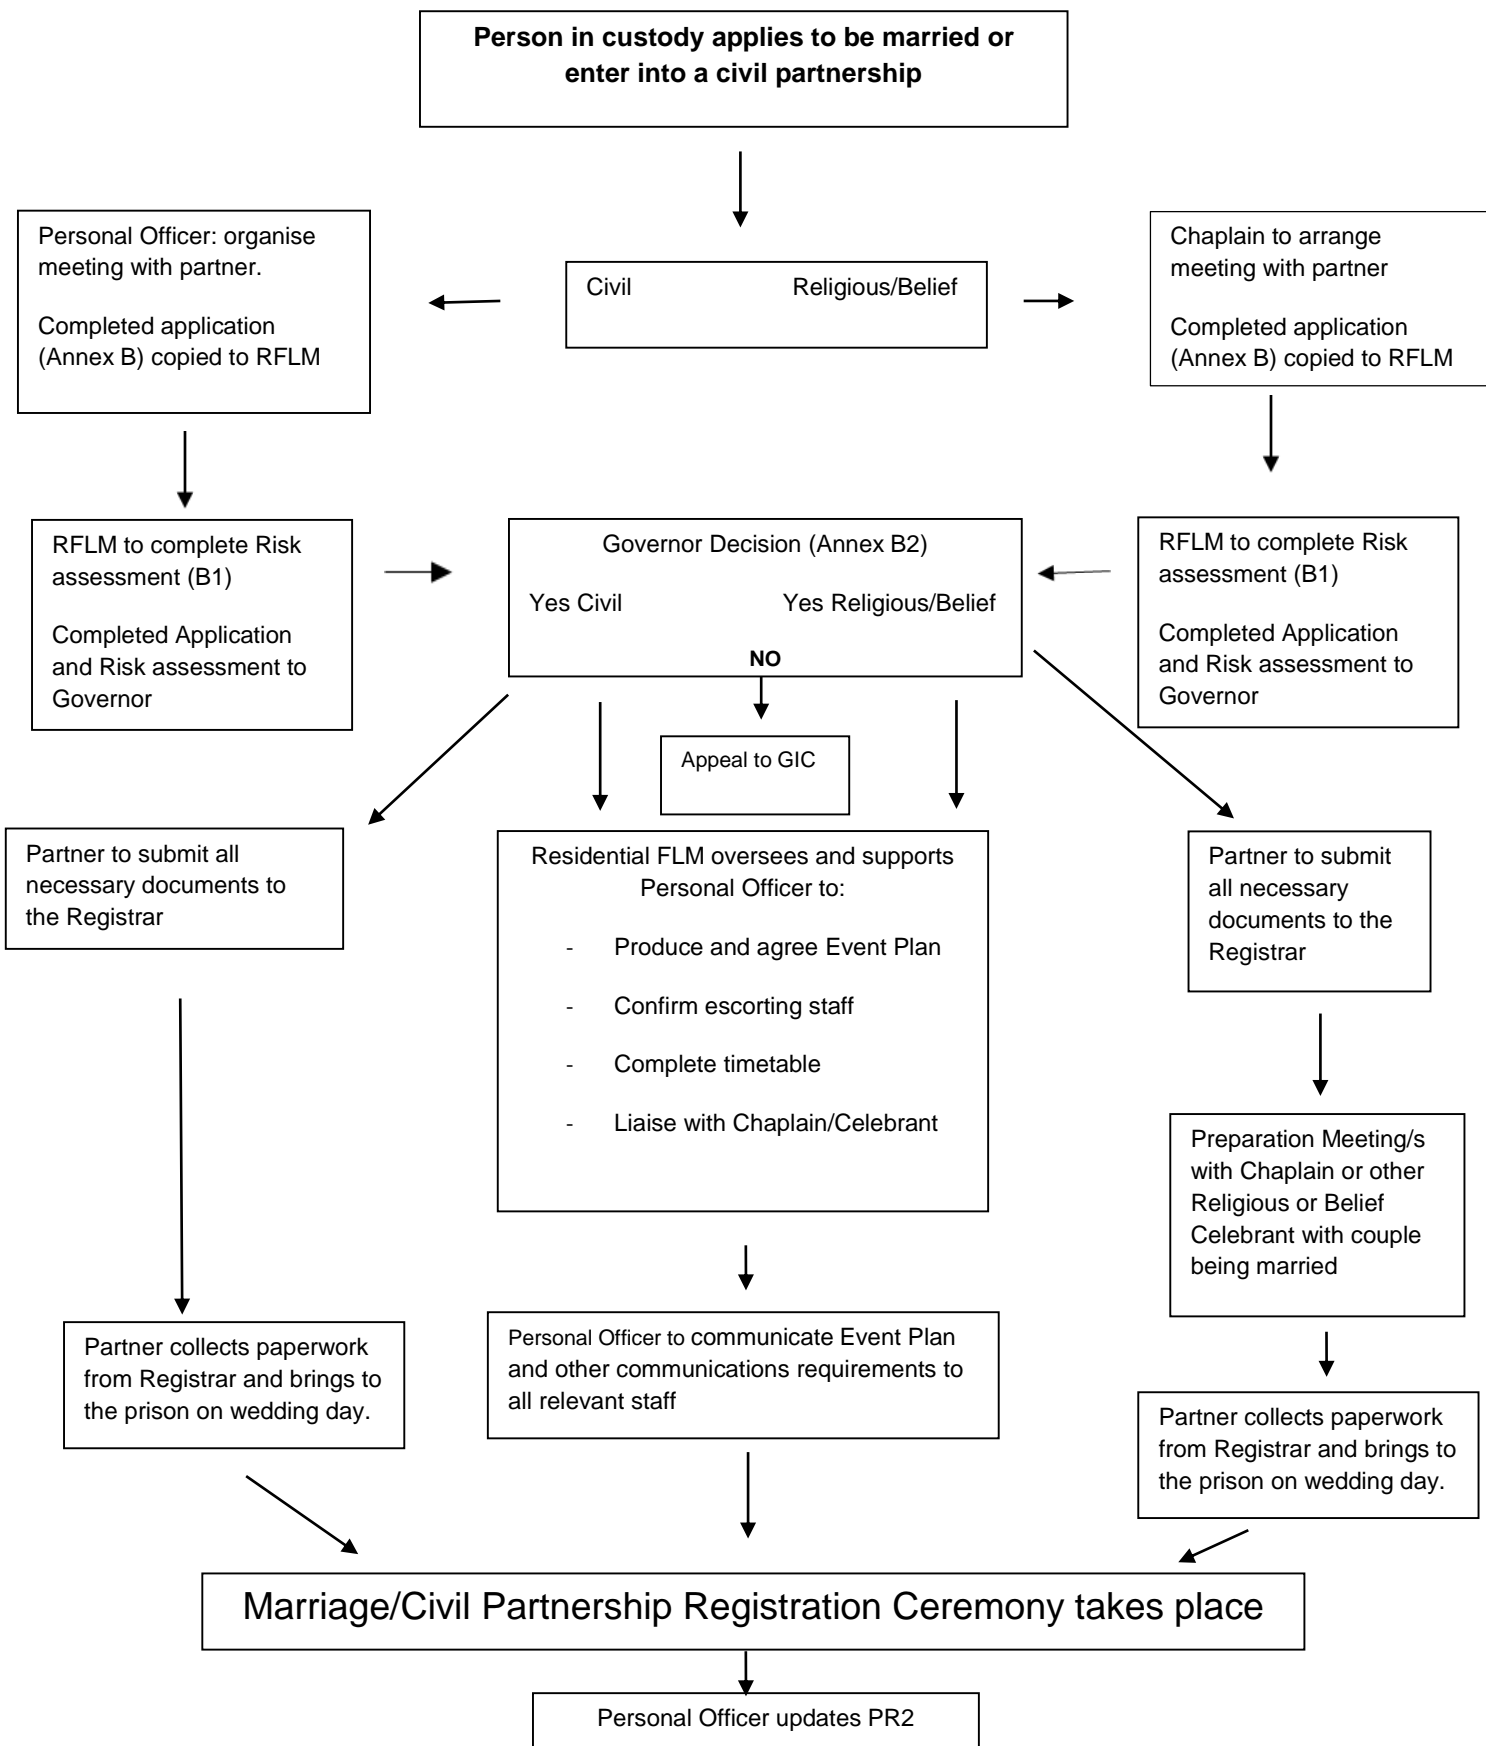 Person in custody applies to be married or
enter into a civil partnership
Personal Officer: organise
meeting with partner.
Completed application
(Annex B) copied to RFLM
Civil Religious/Belief
Chaplain to arrange
meeting with partner
Completed application
(Annex B) copied to RFLM
RFLM to complete Risk
assessment (B1)
Completed Application
and Risk assessment to
Governor
Governor Decision (Annex B2)
Yes Civil Yes Religious/Belief
NO
RFLM to complete Risk
assessment (B1)
Completed Application
and Risk assessment to
Governor
Appeal to GIC
Partner to submit all
necessary documents to
the Registrar
Residential FLM oversees and supports
Personal Officer to:
- Produce and agree Event Plan
- Confirm escorting staff
- Complete timetable
- Liaise with Chaplain/Celebrant
Partner to submit
all necessary
documents to the
Registrar
Preparation Meeting/s
with Chaplain or other
Religious or Belief
Celebrant with couple
being married
Partner collects paperwork
from Registrar and brings to
the prison on wedding day.
Personal Officer to communicate Event Plan
and other communications requirements to
all relevant staff
Partner collects paperwork
from Registrar and brings to
the prison on wedding day.
Marriage/Civil Partnership Registration Ceremony takes place
Personal Officer updates PR2